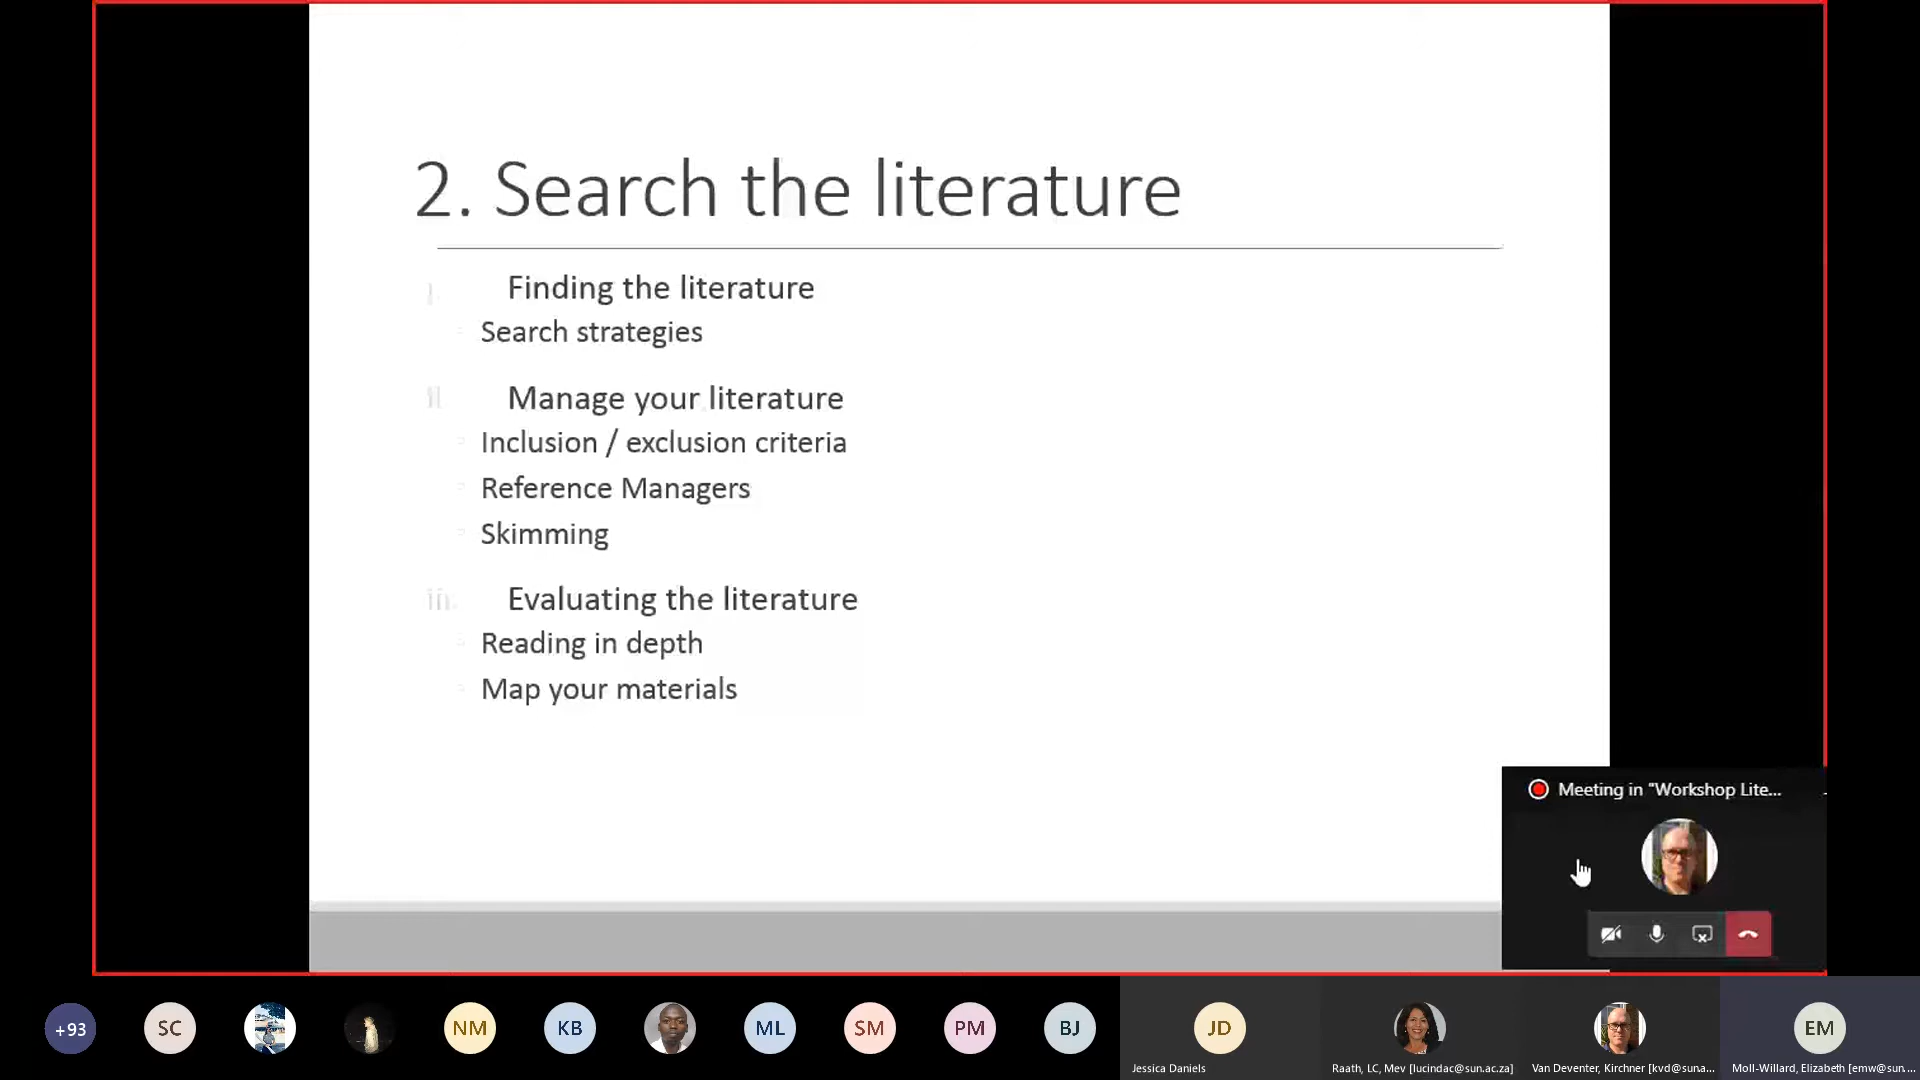 2. Search the literature
Finding the literature
Search strategies
ii.
Manage your literature
Inclusion / exclusion criteria
Reference Managers
Skimming
iii.
Evaluating the literature
Reading in depth
Map your materials
Meeting in "Workshop Lite...
+93
SC
NM
KB
ML
SM
PM
BJ
JD
EM
Jessica Daniels
Raath, LC, Mev [lucindac@sun.ac.za]
Van Deventer, Kirchner [kvd@suna...
Moll-Willard, Elizabeth [emw@sun....